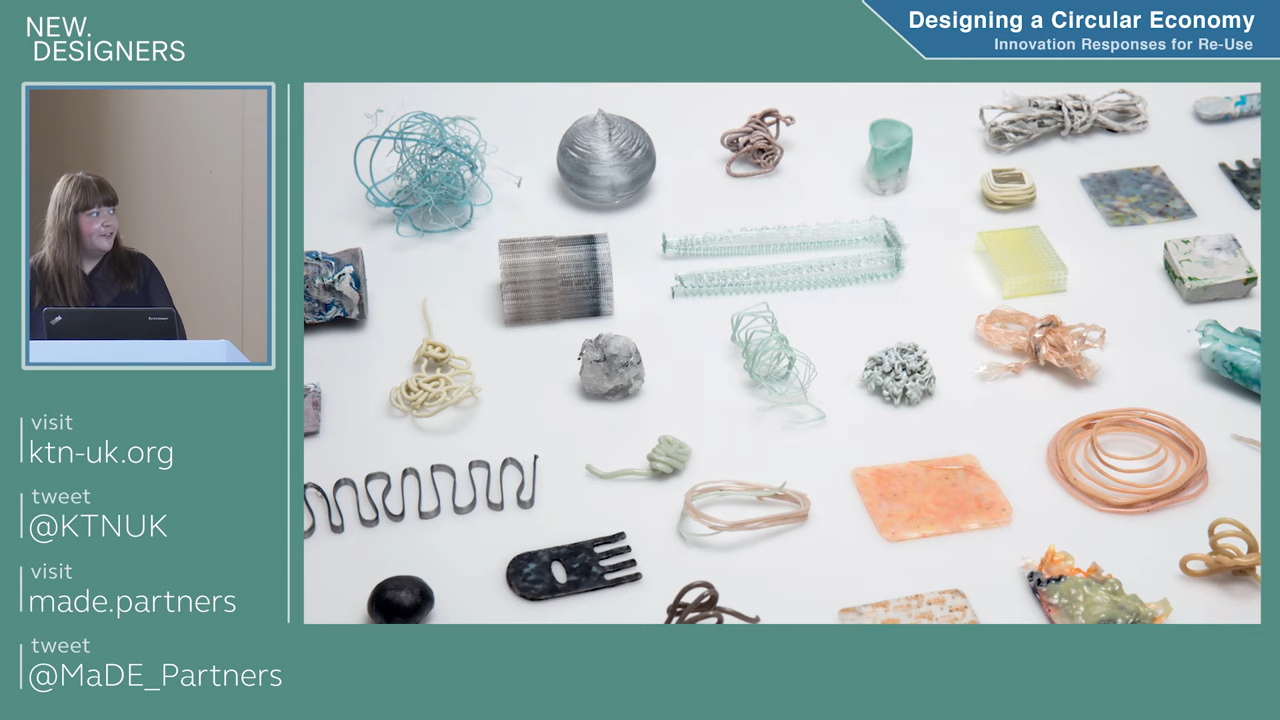 NEW.
DESIGNERS
Designing a Circular Economy
Innovation Responses for Re-Use
visit
ktn-uk.org
tweet
@KTNUK
visit
made.partners
tweet
@MaDE_Partners